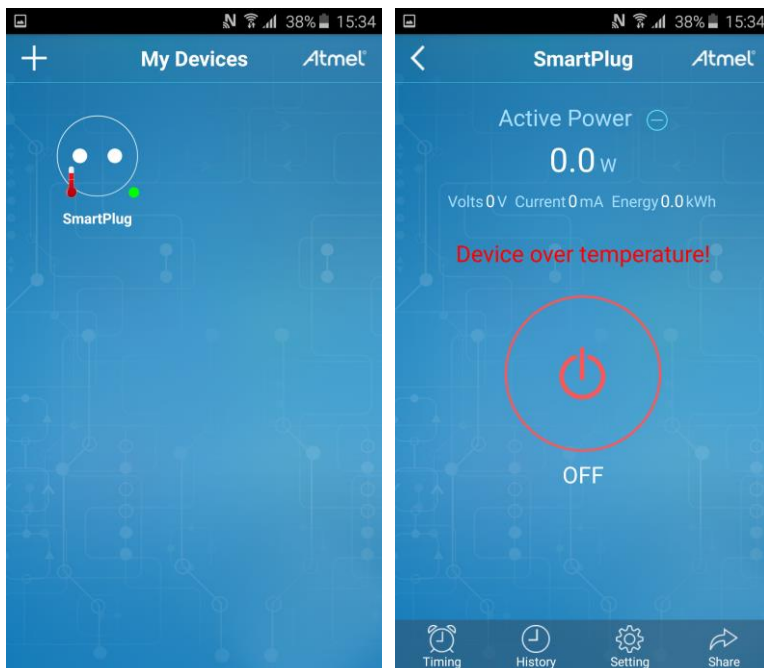 38% 15:34
My Devices Atmel
SmartPlug
38% 15:34
SmartPlug Atmel
Active Power
0.0 W
Volts 0 V Current 0 mA Energy 0.0 kWh
Device over temperature!
OFF
Timing History Setting Share